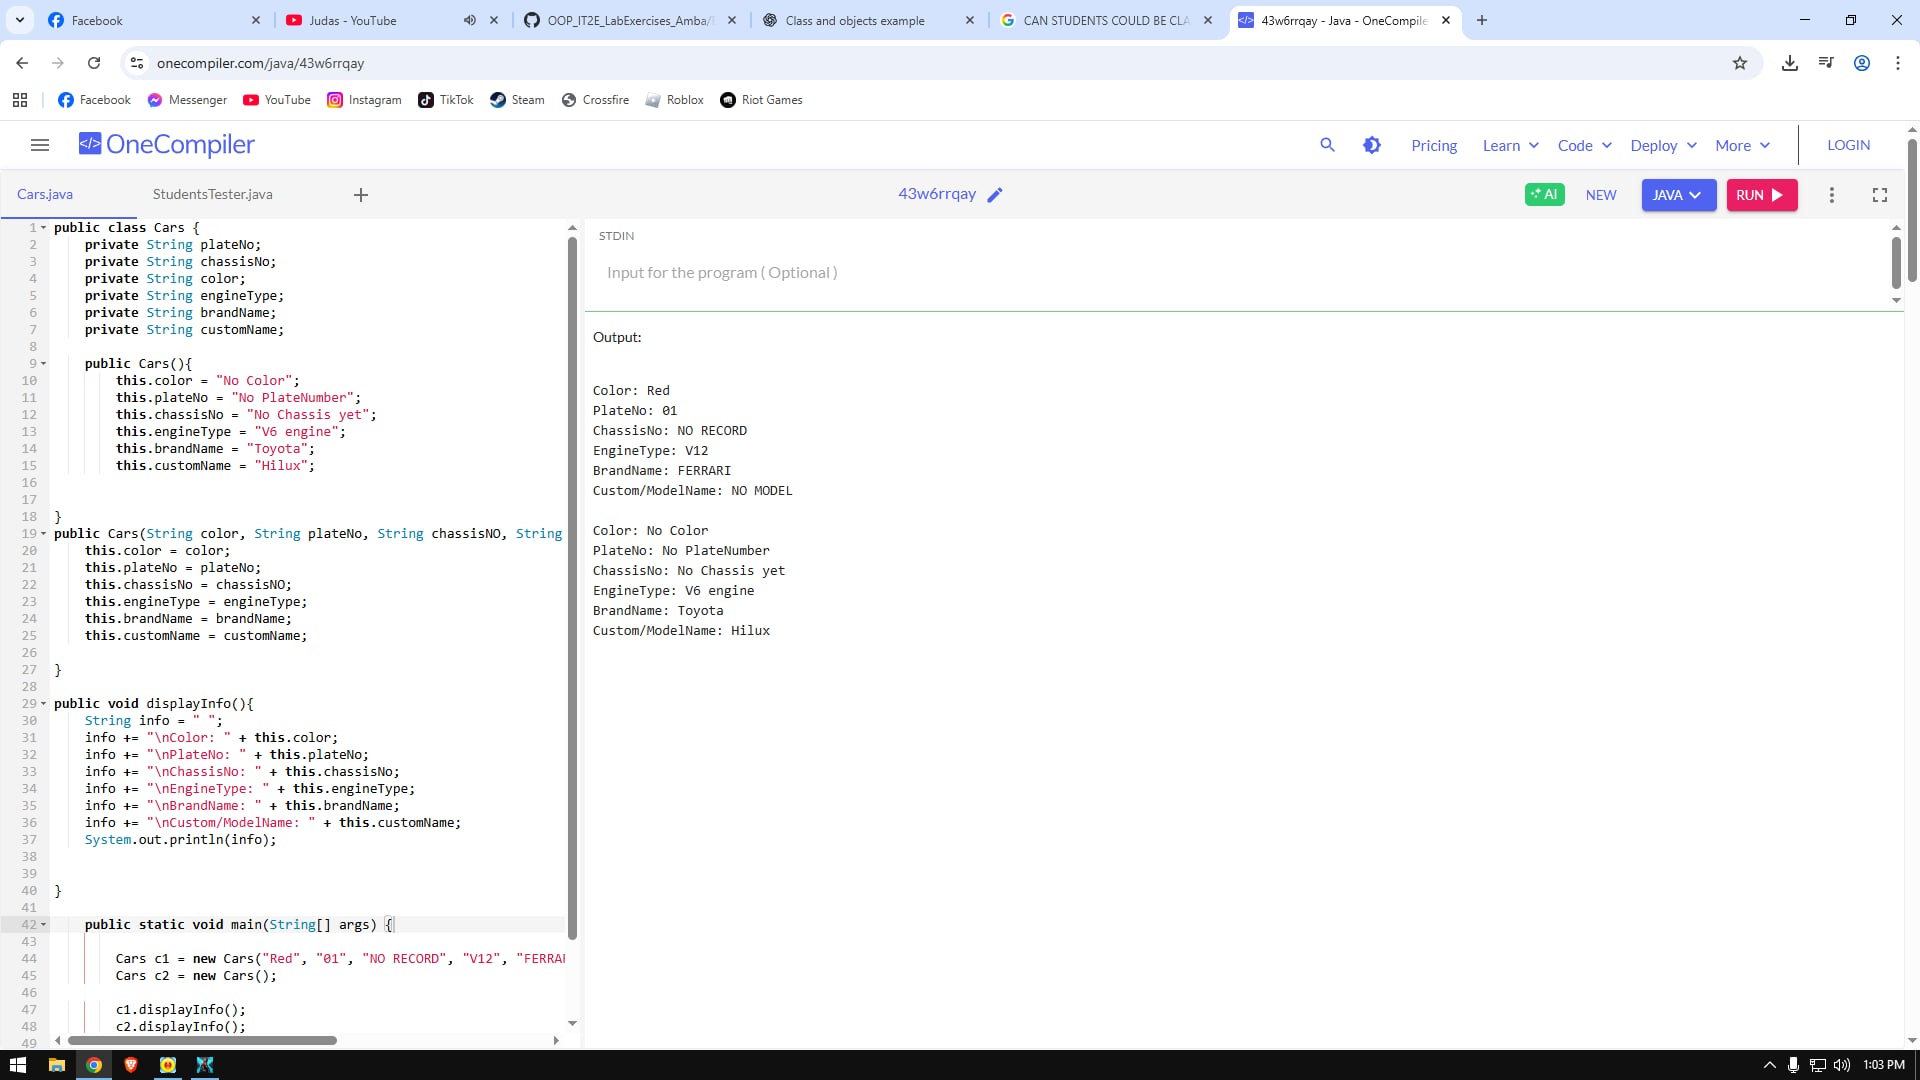 Facebook
Judas - YouTube
OOP_IT2E_LabExercises_Amba/
Class and objects example
CAN STUDENTS COULD BE CLA
43w6rrqay - Java - OneCompile
onecompiler.com/java/43w6rrqay
Facebook
Messenger
YouTube
Instagram
TikTok
Steam
Crossfire
Roblox
Riot Games
</> OneCompiler
Pricing
Learn
Code
Deploy
More
LOGIN
Cars.java
StudentsTester.java
43w6rrqay
AI
NEW
JAVA
RUN
1 public class Cars {
2 private String plateNo;
3 private String chassisNo;
4 private String color;
5 private String engineType;
6 private String brandName;
7 private String customName;
8
9 public Cars(){
10 this.color = "No Color";
11 this.plateNo = "No PlateNumber";
12 this.chassisNo = "No Chassis yet";
13 this.engineType = "V6 engine";
14 this.brandName = "Toyota";
15 this.customName = "Hilux";
16
17
18 }
19 public Cars(String color, String plateNo, String chassisNO, String
20 this.color = color;
21 this.plateNo = plateNo;
22 this.chassisNo = chassisNO;
23 this.engineType = engineType;
24 this.brandName = brandName;
25 this.customName = customName;
26
27 }
28
29 public void displayInfo(){
30 String info = " ";
31 info += "\nColor: " + this.color;
32 info += "\nPlateNo: " + this.plateNo;
33 info += "\nChassisNo: " + this.chassisNo;
34 info += "\nEngineType: " + this.engineType;
35 info += "\nBrandName: " + this.brandName;
36 info += "\nCustom/ModelName: " + this.customName;
37 System.out.println(info);
38
39
40 }
41
42 public static void main(String[] args) {
43
44 Cars c1 = new Cars("Red", "01", "NO RECORD", "V12", "FERRAR
45 Cars c2 = new Cars();
46
47 c1.displayInfo();
48 c2.displayInfo();
49
STDIN
Input for the program ( Optional )
Output:
Color: Red
PlateNo: 01
ChassisNo: NO RECORD
EngineType: V12
BrandName: FERRARI
Custom/ModelName: NO MODEL
Color: No Color
PlateNo: No PlateNumber
ChassisNo: No Chassis yet
EngineType: V6 engine
BrandName: Toyota
Custom/ModelName: Hilux
1:03 PM